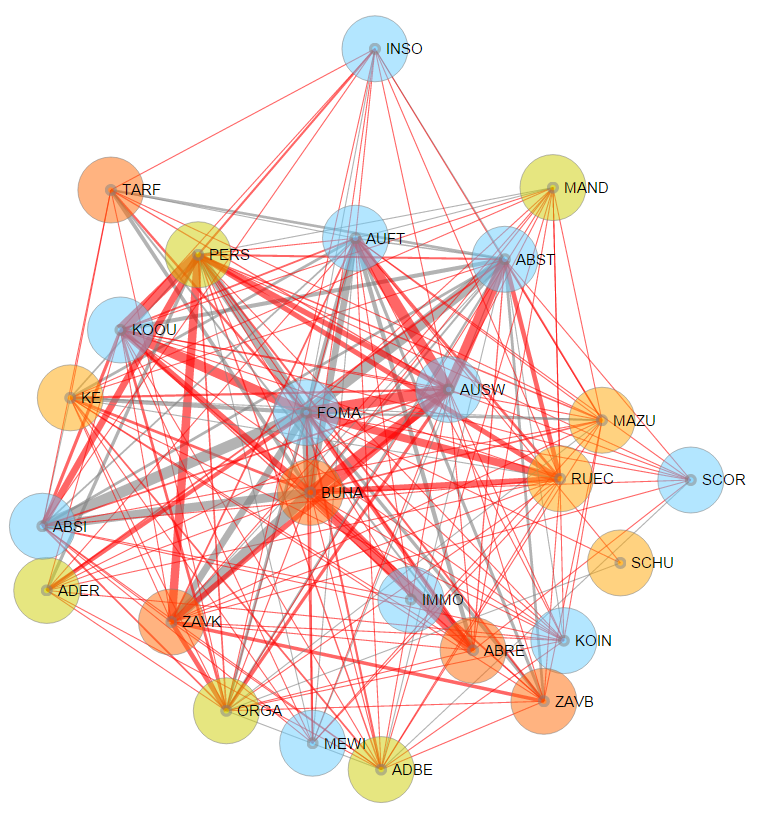 INSO
TARF
MAND
AUFT
PERS
ABST
KOOU
AUSW
KE
FOMA
MAZU
RUEC
SCOR
BUHA
ABSI
SCHU
ADER
IMMO
ZAVK
KOIN
ABRE
ZAVB
ORGA
MEWI
ADBE